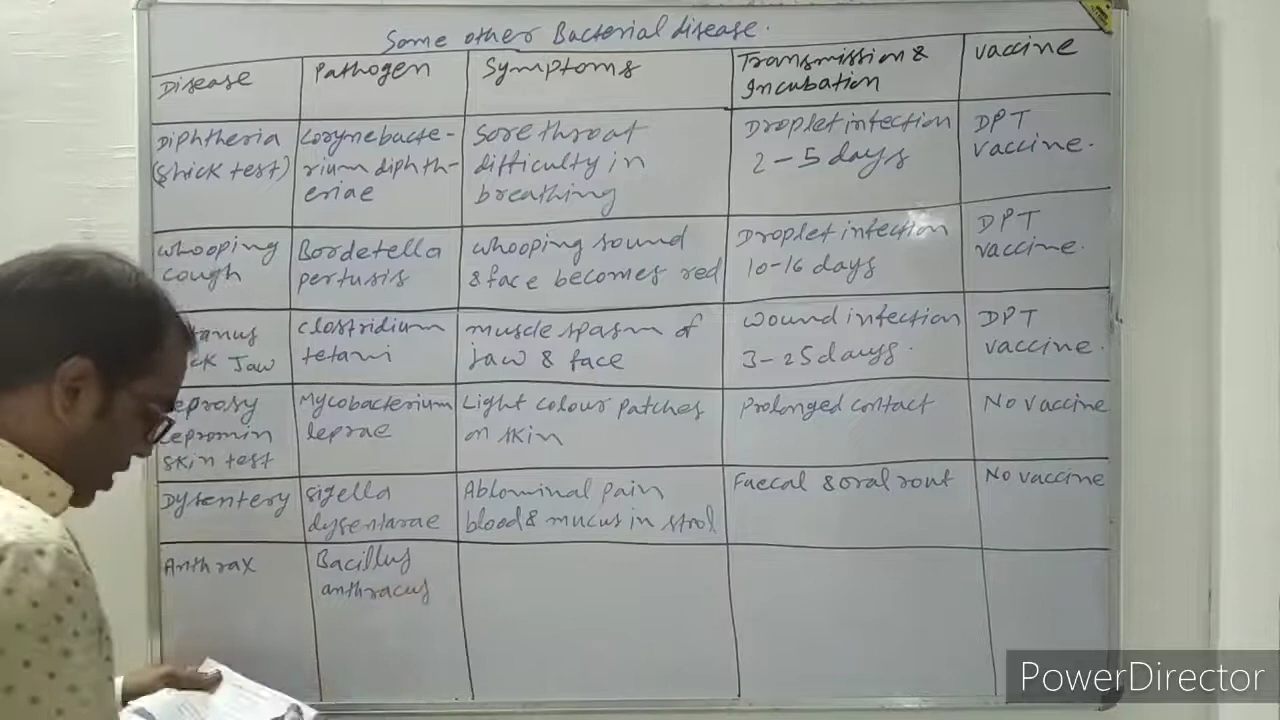 Some other Bacterial disease.
Disease
Pathogen
Symptoms
Transmission &
Incubation
vaccine
Diphtheria
(shick test)
Corynebacte-
rium diphth-
eriae
Sore throat
difficulty in
breathing
Droplet infection
2-5 days
DPT
vaccine.
Whooping
cough
Bordetella
pertusis
whooping sound
& face becomes red
Droplet infection
10-16 days
DPT
vaccine.
Jaw
Clostridium
tetani
muscle spasm of
jaw & face
wound infection
3-25 days.
DPT
vaccine.
eprosy
Lepromin
skin test
Mycobacterium
leprae
Light colour patches
on skin
Prolonged contact
No vaccine
Dysentery
sigella
dysentarae
Ablominal pain
blood & mucus in stool
Faecal & oral rout
No vaccine
Anthrax
Bacillus
anthracus
PowerDirector